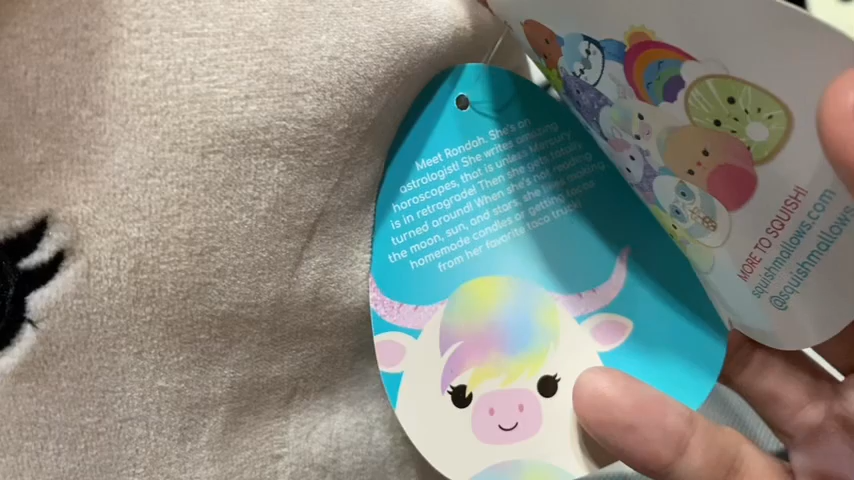 Meet Rondah. She's an
astrologist! She writes amazing
horoscopes, that is unless Mercury
is in retrograde! Then she gets totally
turned around! When she's not reading
the moon, sun, and stars, she likes making
homemade candles or getting tacos
from her favorite taco truck!
MORE TO SQUISH!
squishmallows.com
@squishmallows